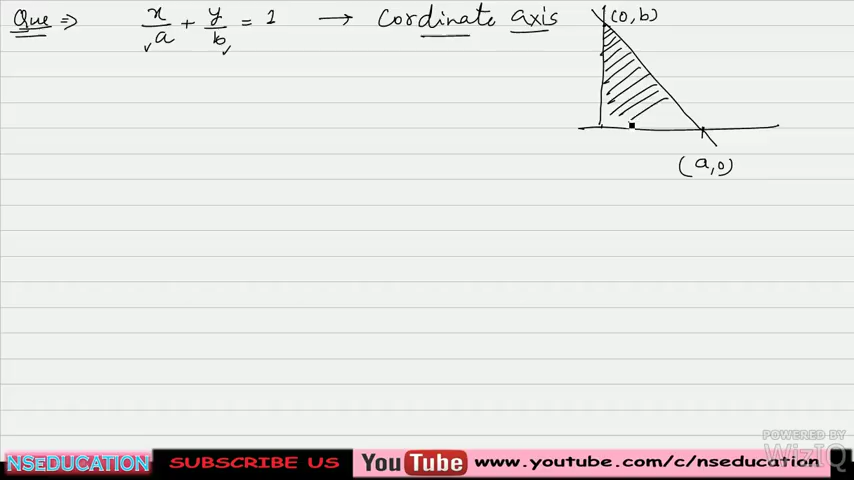 Que ⇒ x/a + y/b = 1 → Cordinate axis
(0, b)
(a, 0)
POWERED BY
WizIQ
NSEDUCATION SUBSCRIBE US YouTube www.youtube.com/c/nseducation